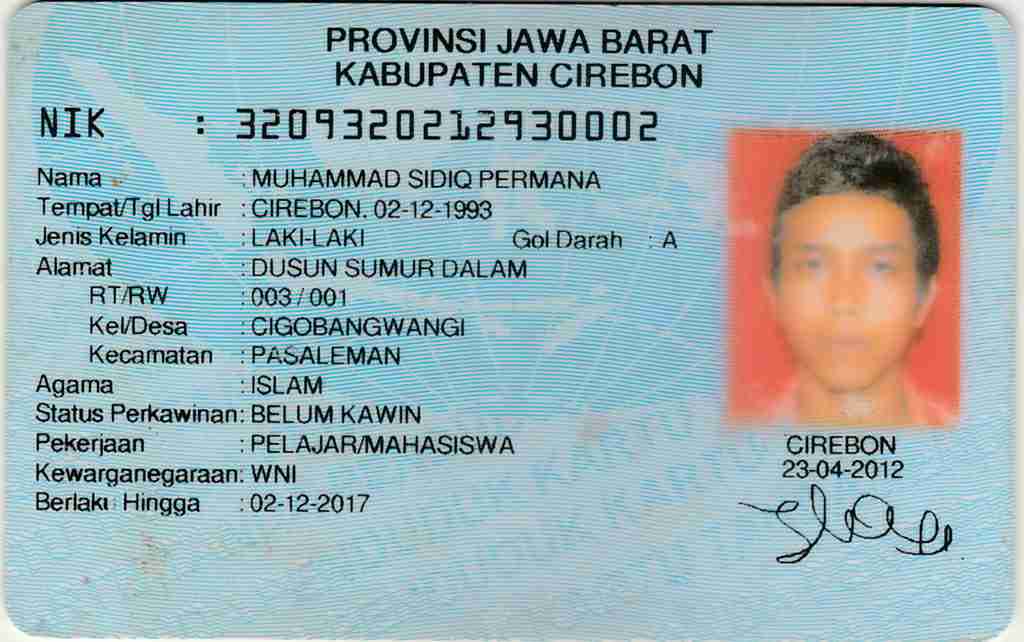 PROVINSI JAWA BARAT
KABUPATEN CIREBON
NIK : 3209320212930002
Nama : MUHAMMAD SIDIQ PERMANA
Tempat/Tgl Lahir : CIREBON. 02-12-1993
Jenis Kelamin : LAKI-LAKI Gol Darah : A
Alamat : DUSUN SUMUR DALAM
RT/RW : 003 / 001
Kel/Desa : CIGOBANGWANGI
Kecamatan : PASALEMAN
Agama : ISLAM
Status Perkawinan: BELUM KAWIN
Pekerjaan : PELAJAR/MAHASISWA
Kewarganegaraan: WNI
Berlaku Hingga : 02-12-2017
CIREBON
23-04-2012